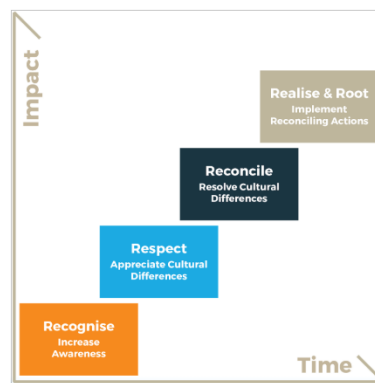 Impact
Realise & Root
Implement
Reconciling Actions
Reconcile
Resolve Cultural
Differences
Respect
Appreciate Cultural
Differences
Recognise
Increase
Awareness
Time